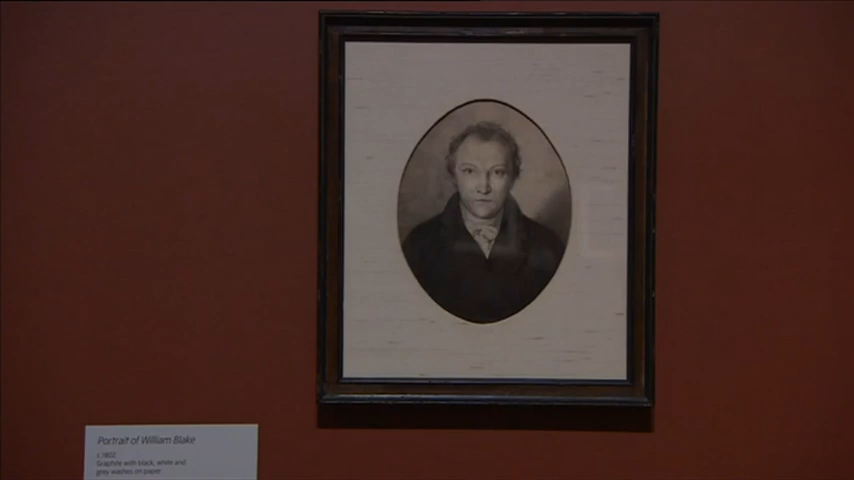 Portrait of William Blake
c.1802
Graphite with black, white and
grey washes on paper